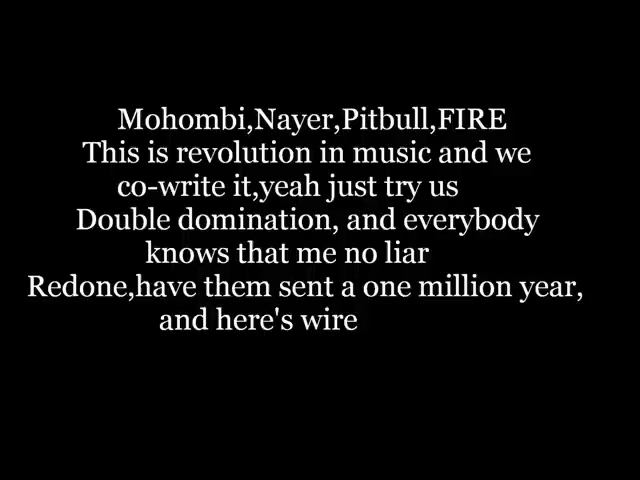 Mohombi,Nayer,Pitbull,FIRE
This is revolution in music and we
co-write it,yeah just try us
Double domination, and everybody
knows that me no liar
Redone,have them sent a one million year,
and here's wire